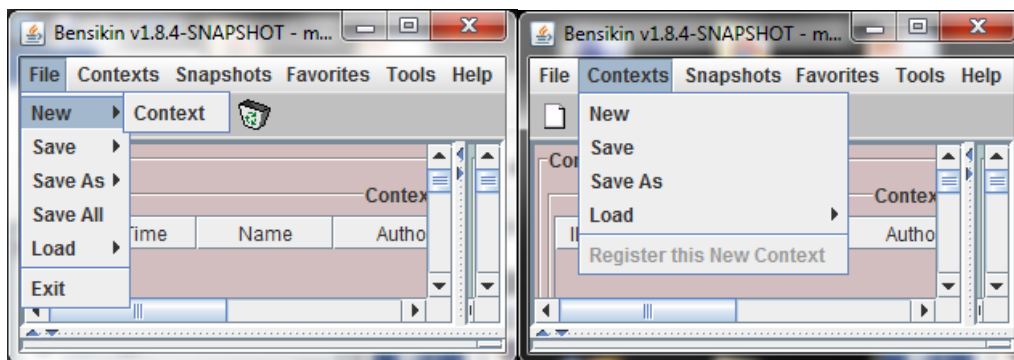 Bensikin v1.8.4-SNAPSHOT - m...
File Contexts Snapshots Favorites Tools Help
New Context
Save
Save As
Save All
Load
Exit
Contex
Time Name Autho
Bensikin v1.8.4-SNAPSHOT - m...
File Contexts Snapshots Favorites Tools Help
New
Save
Save As
Load
Register this New Context
Con
Contex
Autho